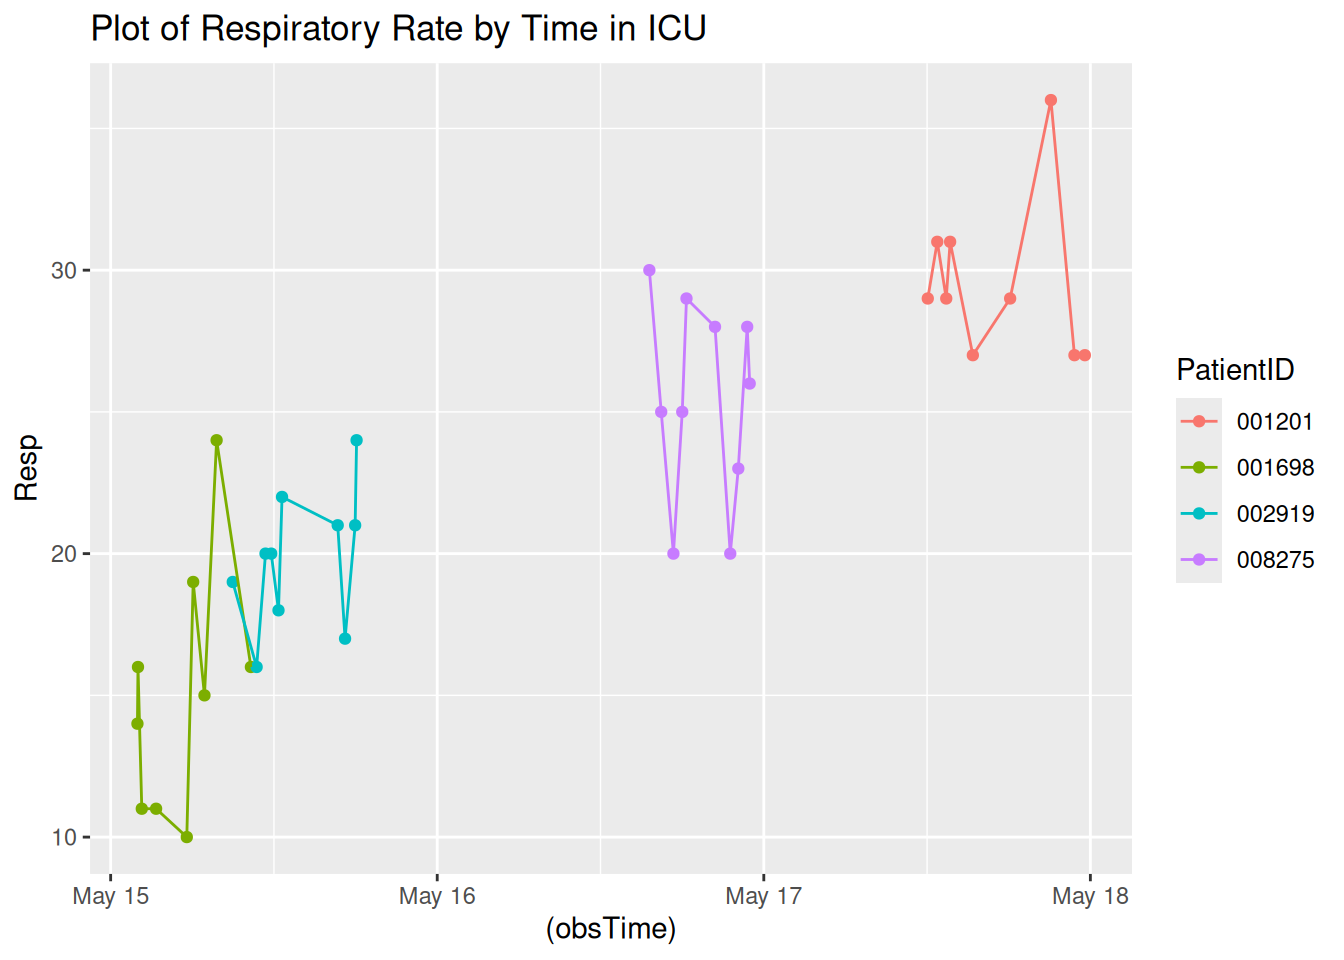 Plot of Respiratory Rate by Time in ICU
Resp
30
20
10
May 15
May 16
May 17
May 18
(obsTime)
PatientID
001201
001698
002919
008275